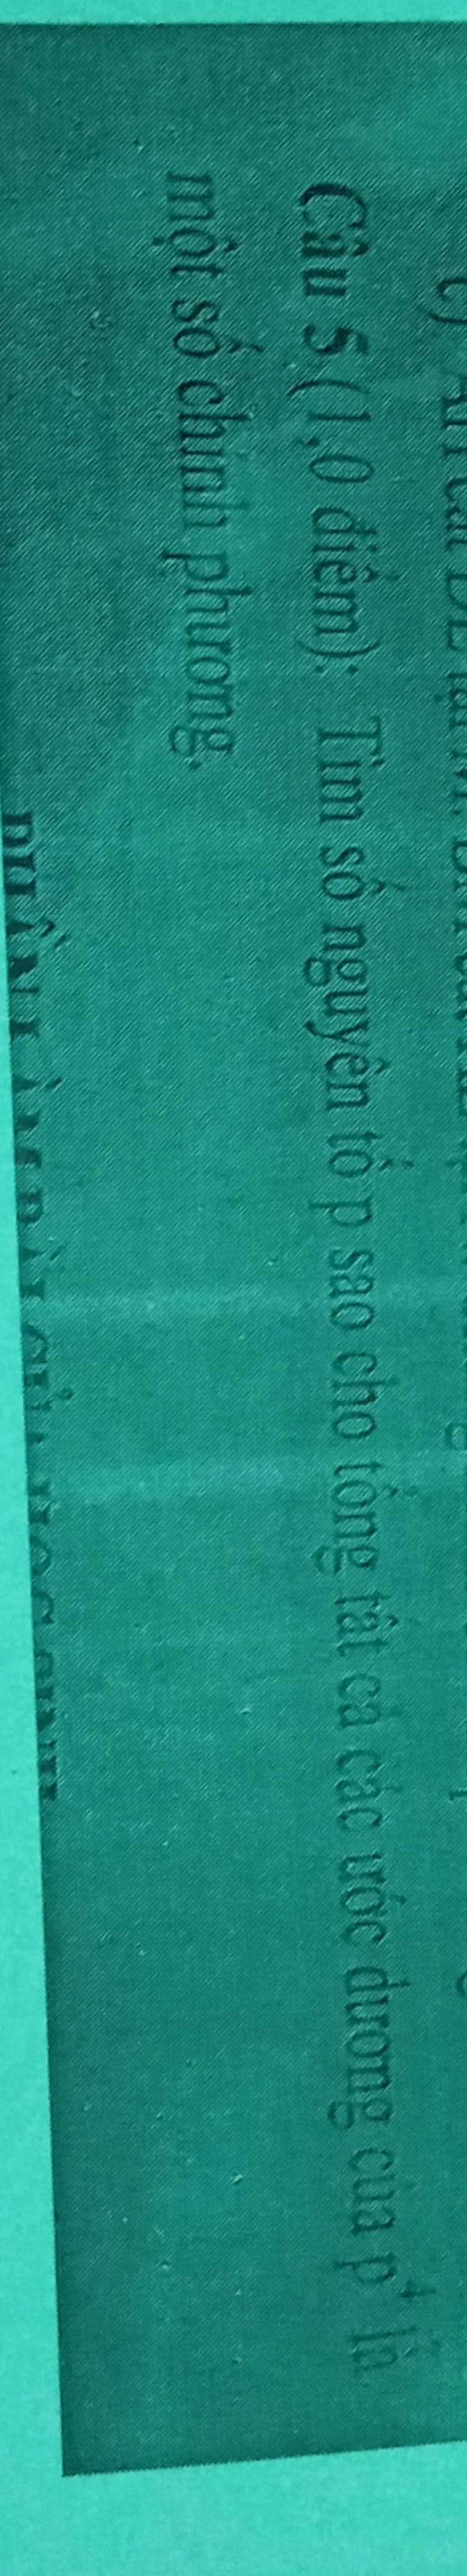 Câu 5 (1,0 điểm): Tìm số nguyên tố p sao cho tổng tất cả các ước dương của p⁴ là
một số chính phương.